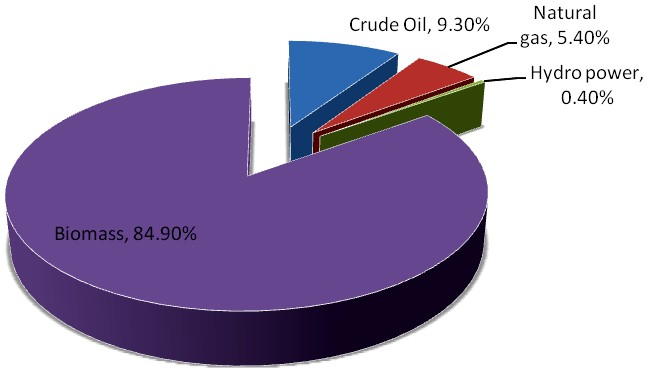 Crude Oil, 9.30%
Natural
gas, 5.40%
Hydro power,
0.40%
Biomass, 84.90%